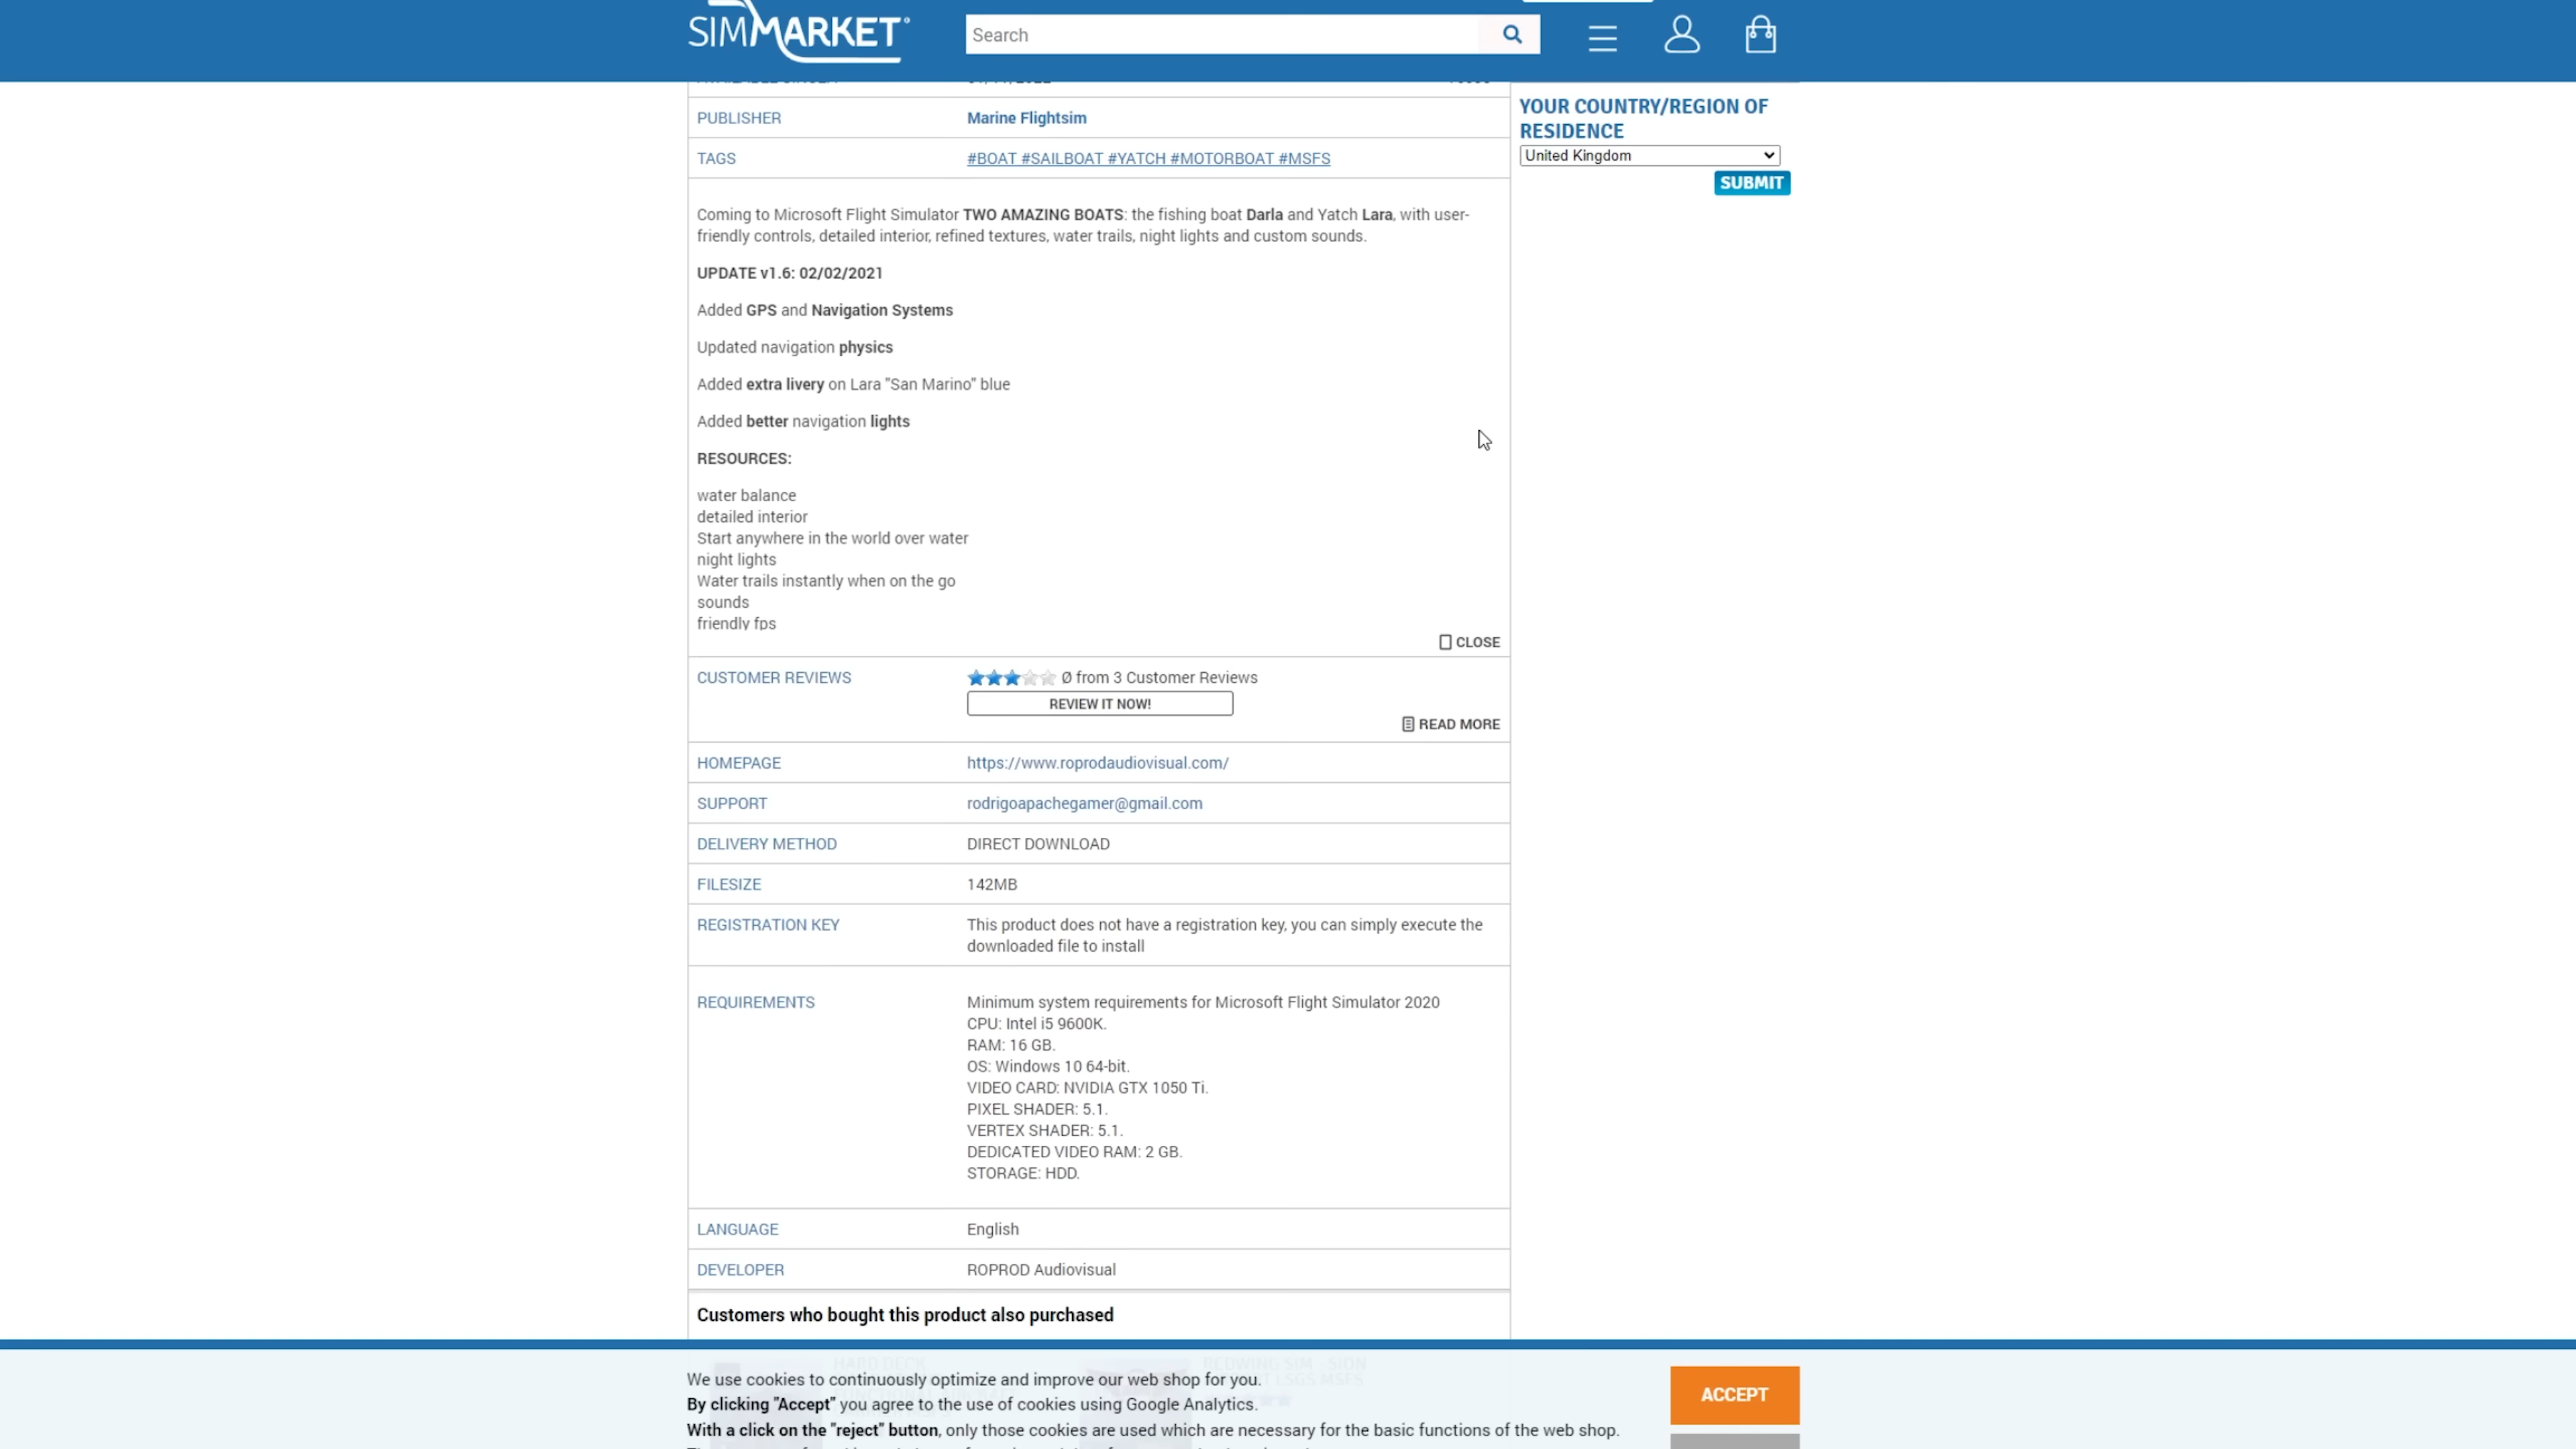 SIMMARKET
Search
PUBLISHER
Marine Flightsim
TAGS
#BOAT #SAILBOAT #YATCH #MOTORBOAT #MSFS
YOUR COUNTRY/REGION OF
RESIDENCE
United Kingdom
SUBMIT
Coming to Microsoft Flight Simulator TWO AMAZING BOATS: the fishing boat Darla and Yatch Lara, with user-
friendly controls, detailed interior, refined textures, water trails, night lights and custom sounds.
UPDATE v1.6: 02/02/2021
Added GPS and Navigation Systems
Updated navigation physics
Added extra livery on Lara "San Marino" blue
Added better navigation lights
RESOURCES:
water balance
detailed interior
Start anywhere in the world over water
night lights
Water trails instantly when on the go
sounds
friendly fps
CLOSE
CUSTOMER REVIEWS
Ø from 3 Customer Reviews
REVIEW IT NOW!
READ MORE
HOMEPAGE
https://www.roprodaudiovisual.com/
SUPPORT
rodrigoapachegamer@gmail.com
DELIVERY METHOD
DIRECT DOWNLOAD
FILESIZE
142MB
REGISTRATION KEY
This product does not have a registration key, you can simply execute the
downloaded file to install
REQUIREMENTS
Minimum system requirements for Microsoft Flight Simulator 2020
CPU: Intel i5 9600K.
RAM: 16 GB.
OS: Windows 10 64-bit.
VIDEO CARD: NVIDIA GTX 1050 Ti.
PIXEL SHADER: 5.1.
VERTEX SHADER: 5.1.
DEDICATED VIDEO RAM: 2 GB.
STORAGE: HDD.
LANGUAGE
English
DEVELOPER
ROPROD Audiovisual
Customers who bought this product also purchased
We use cookies to continuously optimize and improve our web shop for you.
By clicking "Accept" you agree to the use of cookies using Google Analytics.
With a click on the "reject" button, only those cookies are used which are necessary for the basic functions of the web shop.
ACCEPT